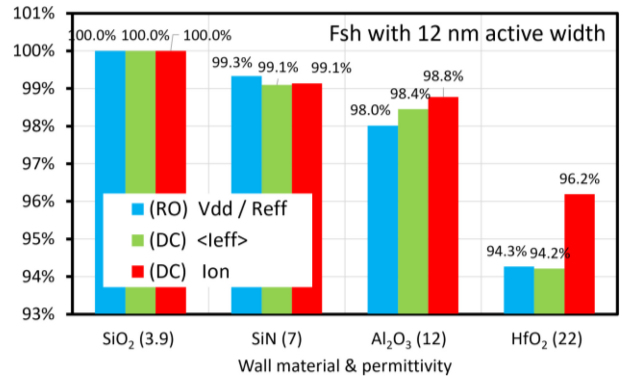 101%
Fsh with 12 nm active width
100.0% 100.0% 100.0%
100%
99.3% 99.1% 99.1%
99%
98.0% 98.4% 98.8%
98%
97%
96.2%
96%
(RO) Vdd / Reff
95%
(DC) <Ieff>
94.3% 94.2%
94%
(DC) Ion
93%
SiO₂ (3.9) SiN (7) Al₂O₃ (12) HfO₂ (22)
Wall material & permittivity